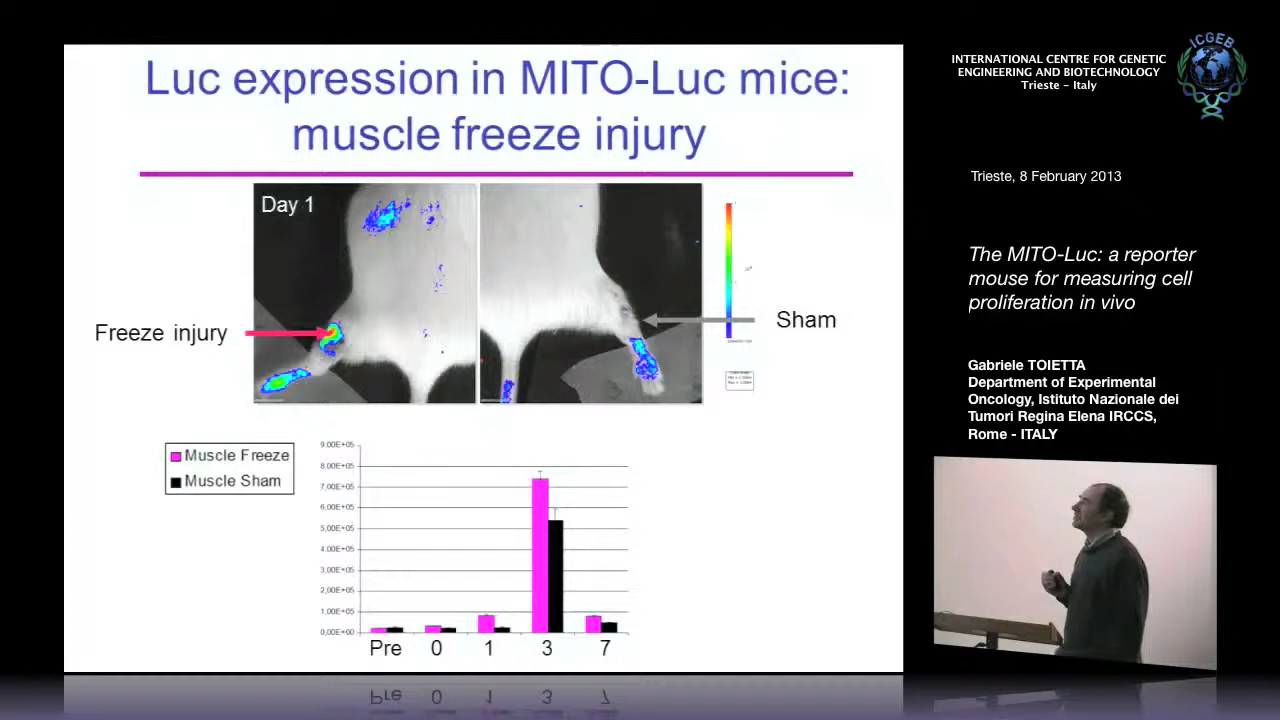 Luc expression in MITO-Luc mice:
muscle freeze injury
Day 1
Freeze injury
Sham
Muscle Freeze
Muscle Sham
9,00E+05
8,00E+05
7,00E+05
6,00E+05
5,00E+05
4,00E+05
3,00E+05
2,00E+05
1,00E+05
0,00E+00
Pre 0 1 3 7
INTERNATIONAL CENTRE FOR GENETIC
ENGINEERING AND BIOTECHNOLOGY
Trieste - Italy
ICGEB
Trieste, 8 February 2013
The MITO-Luc: a reporter
mouse for measuring cell
proliferation in vivo
Gabriele TOIETTA
Department of Experimental
Oncology, Istituto Nazionale dei
Tumori Regina Elena IRCCS,
Rome - ITALY